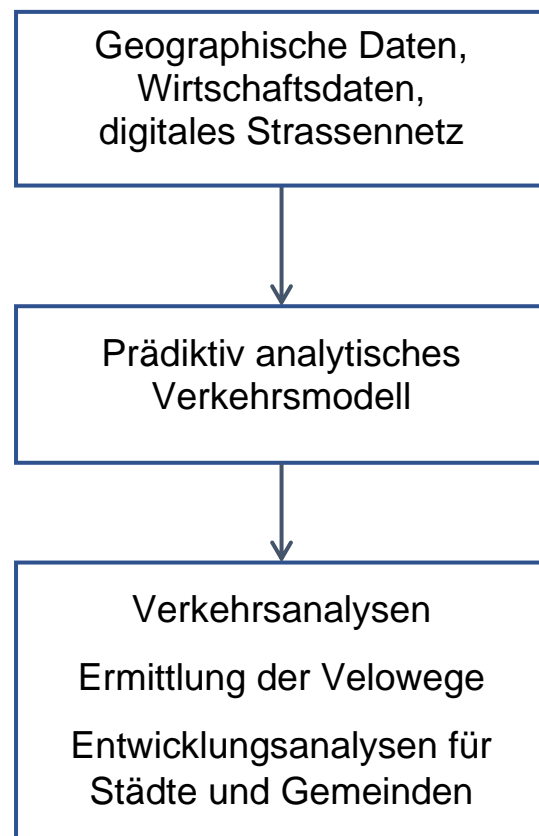 Geographische Daten,
Wirtschaftsdaten,
digitales Strassennetz
Prädiktiv analytisches
Verkehrsmodell
Verkehrsanalysen
Ermittlung der Velowege
Entwicklungsanalysen für
Städte und Gemeinden